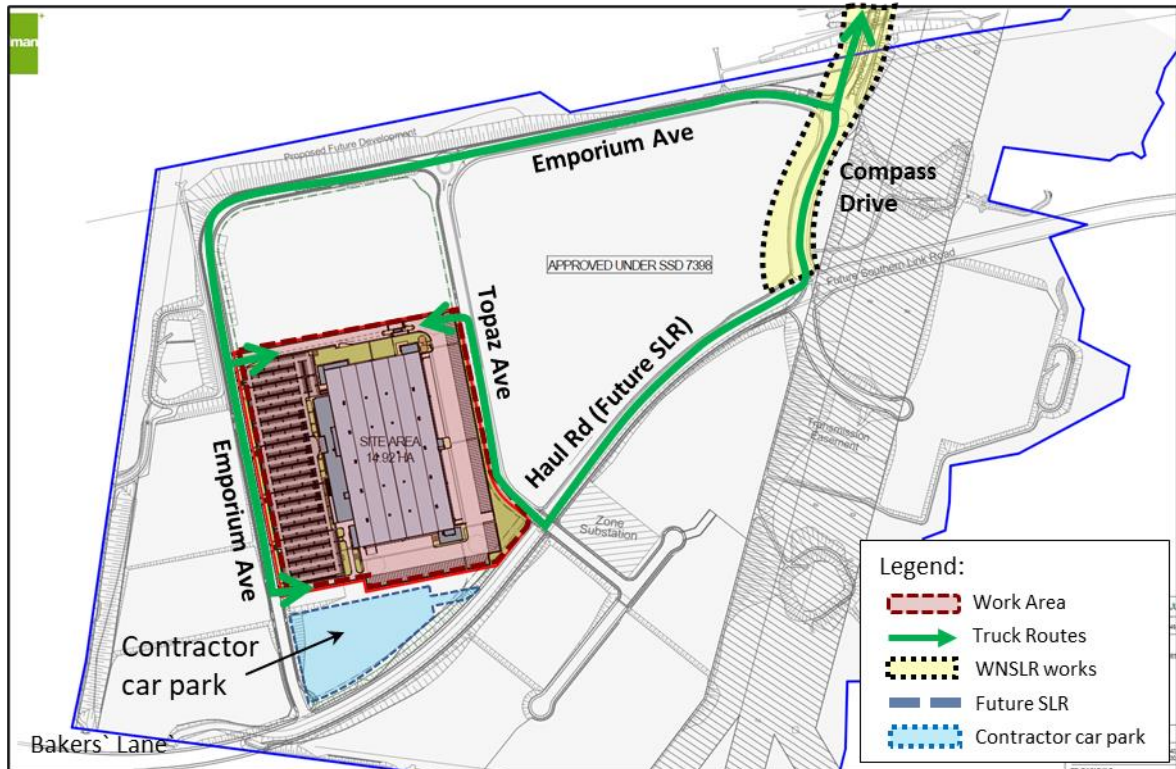 man
Proposed Future Development
Emporium Ave
Compass
Drive
APPROVED UNDER SSD 7398
Future Southern Link Road
Topaz Ave
Haul Rd (Future SLR)
SITE AREA
14.92 HA
Transmission
Easement
Emporium Ave
Zone
Substation
Contractor
car park
Bakers` Lane`
Legend:
Work Area
Truck Routes
WNSLR works
Future SLR
Contractor car park